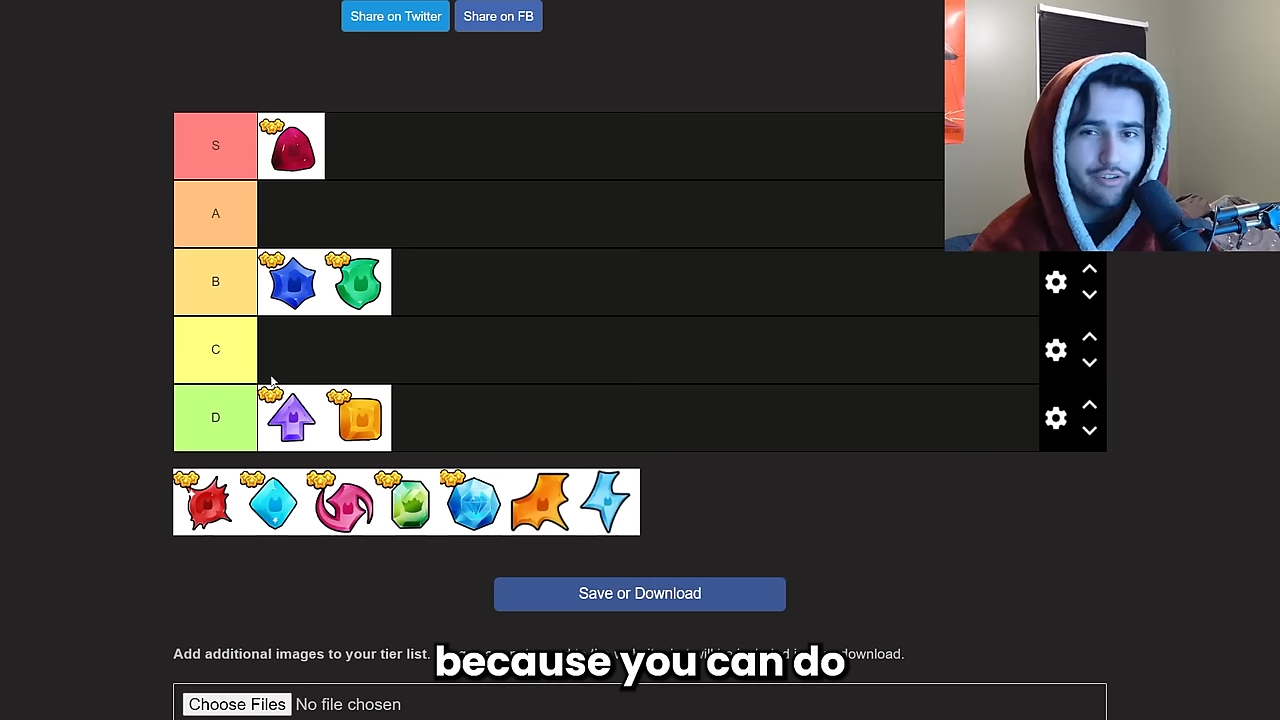 Share on Twitter
Share on FB
S
A
B
C
D
Save or Download
Add additional images to your tier list.
download.
because you can do
Choose Files No file chosen